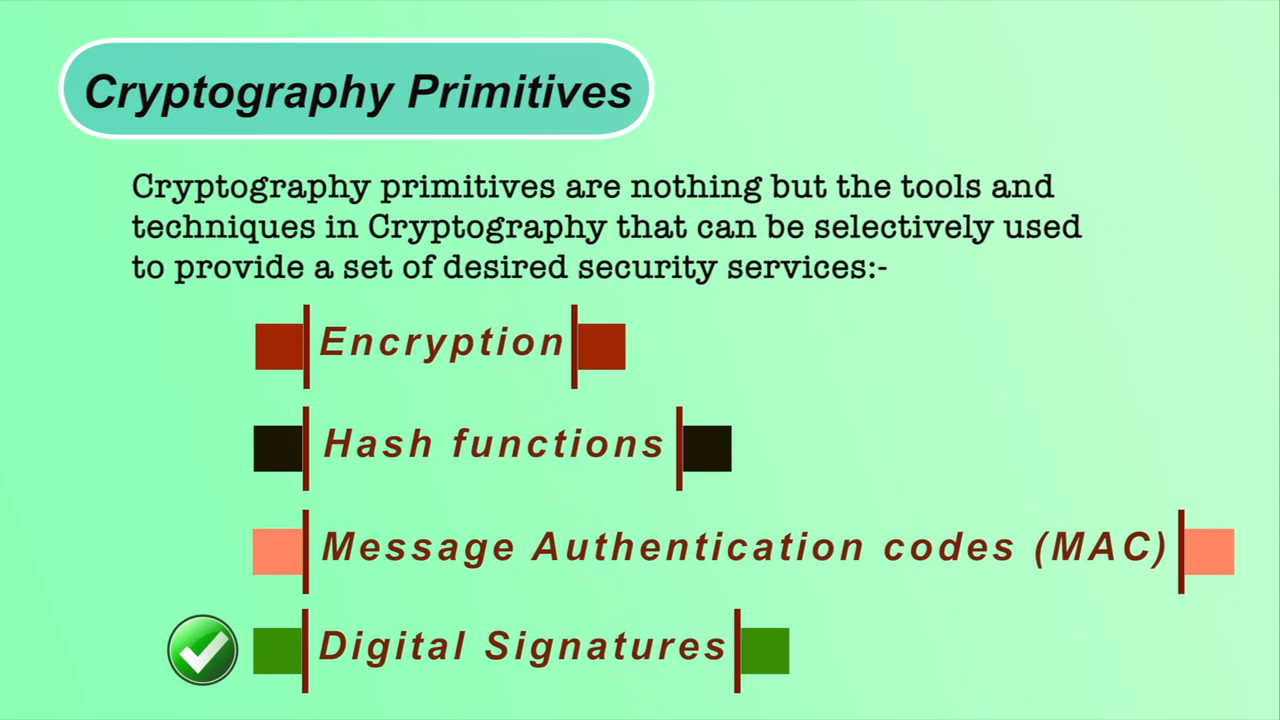 Cryptography Primitives
Cryptography primitives are nothing but the tools and
techniques in Cryptography that can be selectively used
to provide a set of desired security services:-
Encryption
Hash functions
Message Authentication codes (MAC)
Digital Signatures